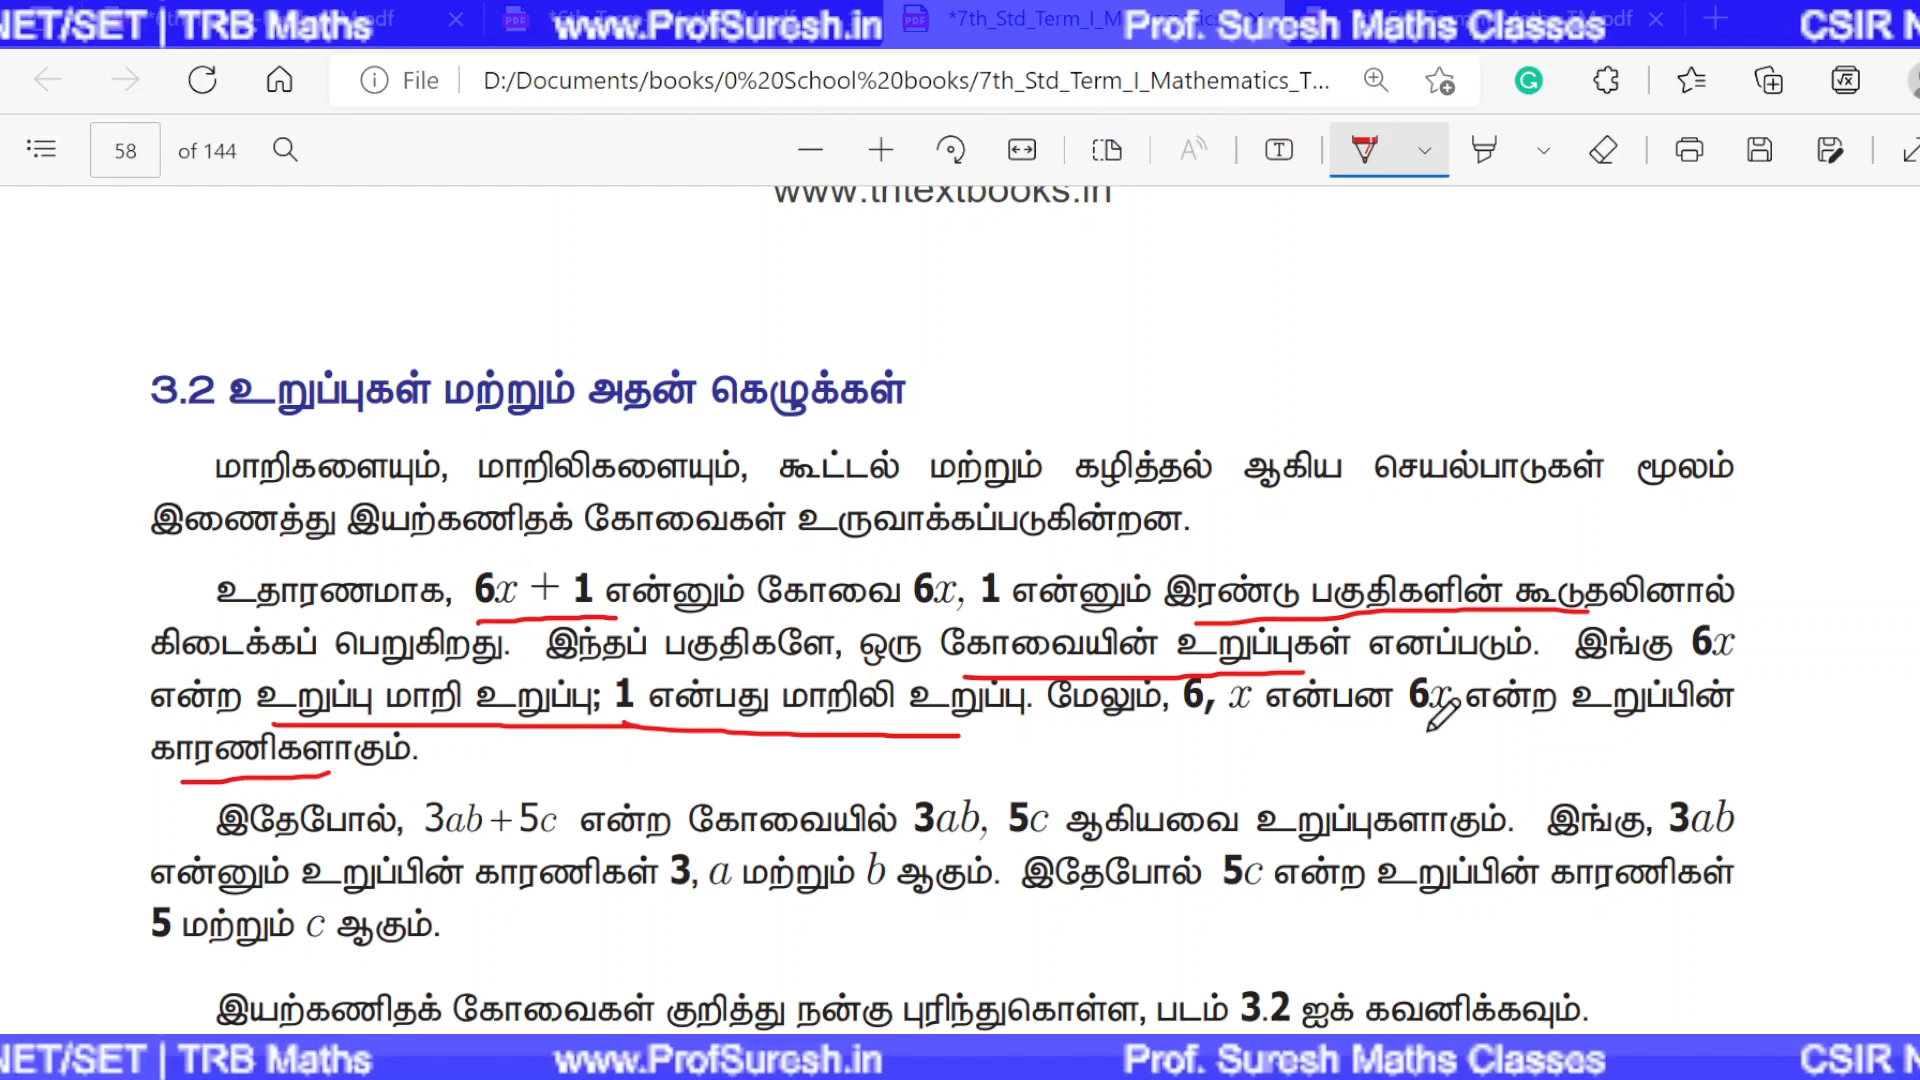 NET/SET | TRB Maths www.ProfSuresh.in Prof. Suresh Maths Classes CSIR N
File D:/Documents/books/0%20School%20books/7th_Std_Term_I_Mathematics_T...
58 of 144
www.tntextbooks.in
3.2 உறுப்புகள் மற்றும் அதன் கெழுக்கள்
மாறிகளையும், மாறிலிகளையும், கூட்டல் மற்றும் கழித்தல் ஆகிய செயல்பாடுகள் மூலம்
இணைத்து இயற்கணிதக் கோவைகள் உருவாக்கப்படுகின்றன.
உதாரணமாக, 6x + 1 என்னும் கோவை 6x, 1 என்னும் இரண்டு பகுதிகளின் கூடுதலினால்
கிடைக்கப் பெறுகிறது. இந்தப் பகுதிகளே, ஒரு கோவையின் உறுப்புகள் எனப்படும். இங்கு 6x
என்ற உறுப்பு மாறி உறுப்பு; 1 என்பது மாறிலி உறுப்பு. மேலும், 6, x என்பன 6x என்ற உறுப்பின்
காரணிகளாகும்.
இதேபோல், 3ab+5c என்ற கோவையில் 3ab, 5c ஆகியவை உறுப்புகளாகும். இங்கு, 3ab
என்னும் உறுப்பின் காரணிகள் 3, a மற்றும் b ஆகும். இதேபோல் 5c என்ற உறுப்பின் காரணிகள்
5 மற்றும் c ஆகும்.
இயற்கணிதக் கோவைகள் குறித்து நன்கு புரிந்துகொள்ள, படம் 3.2 ஐக் கவனிக்கவும்.
NET/SET | TRB Maths www.ProfSuresh.in Prof. Suresh Maths Classes CSIR N